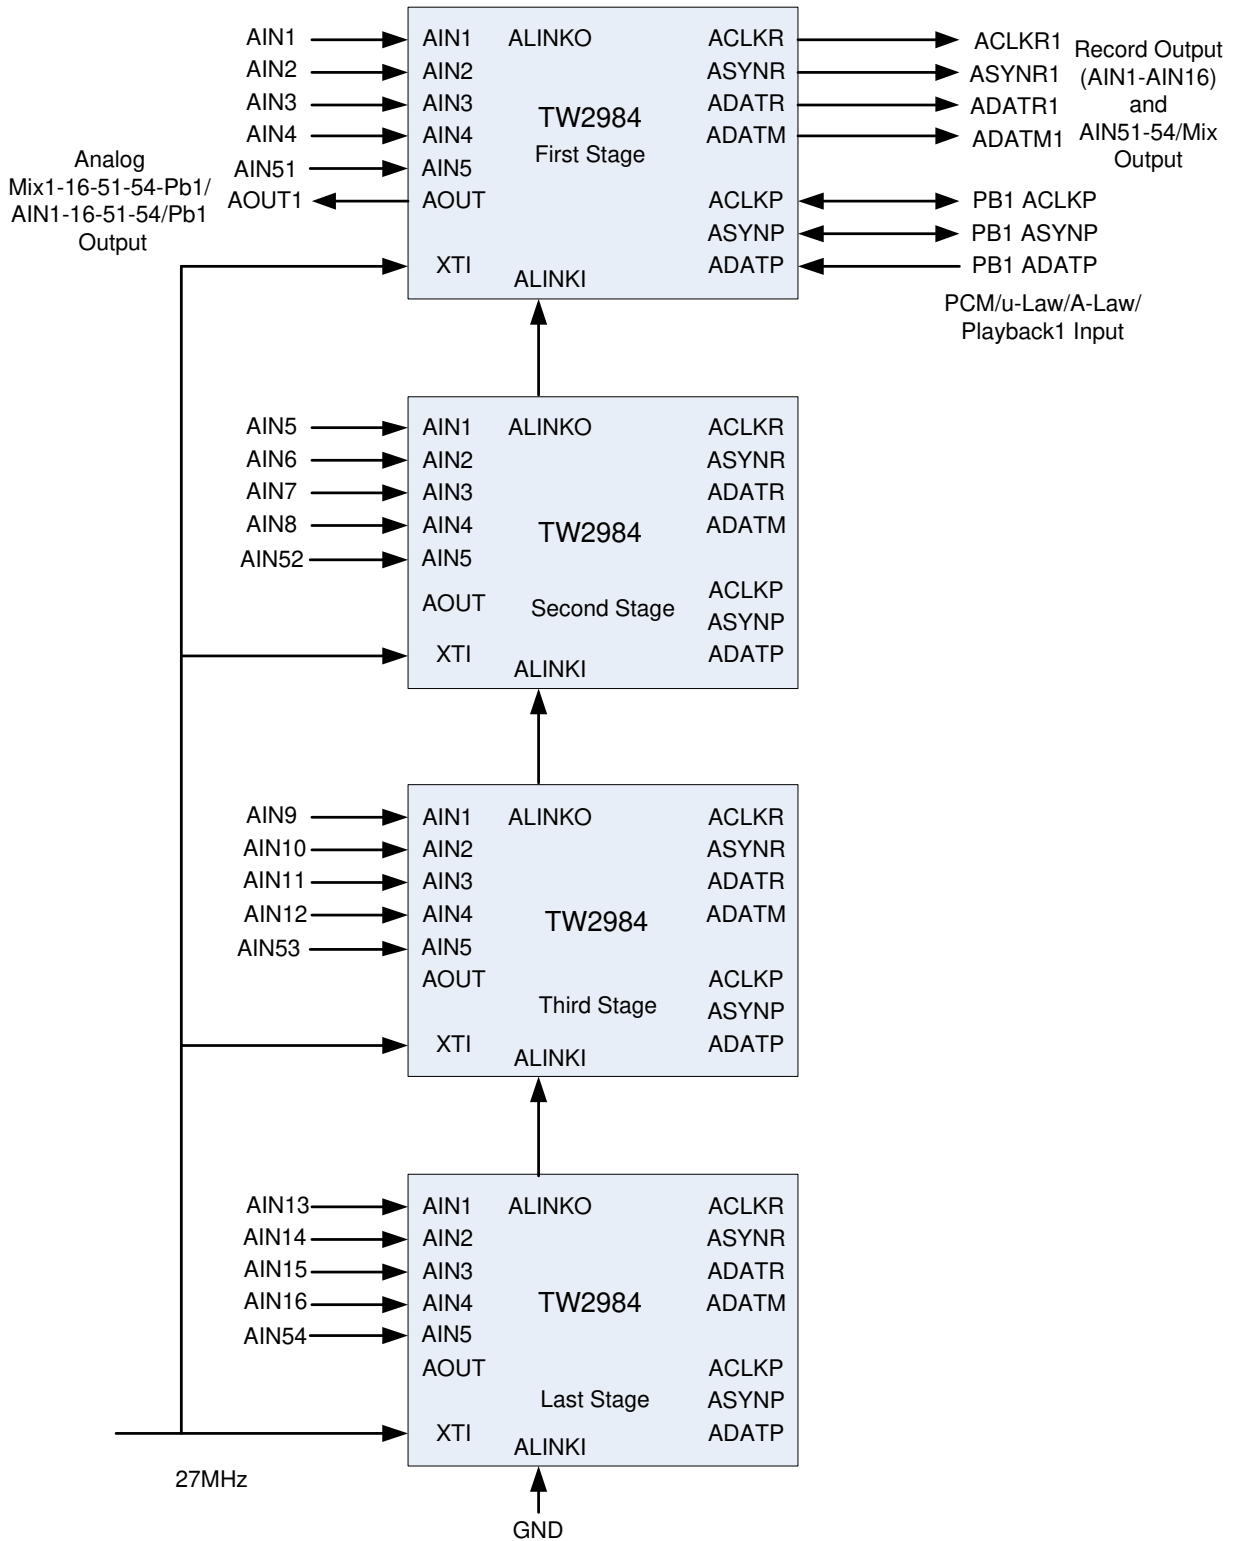 AIN1
AIN2
AIN3
AIN4
AIN51
AOUT1
Analog
Mix1-16-51-54-Pb1/
AIN1-16-51-54/Pb1
Output
AIN1 ALINKO ACLKR
AIN2 ASYNR
AIN3 ADATR
TW2984
AIN4 ADATM
First Stage
AIN5
AOUT ACLKP
ASYNP
XTI ADATP
ALINKI
ACLKR1
ASYNR1
ADATR1
ADATM1
Record Output
(AIN1-AIN16)
and
AIN51-54/Mix
Output
PB1 ACLKP
PB1 ASYNP
PB1 ADATP
PCM/u-Law/A-Law/
Playback1 Input
AIN5
AIN6
AIN7
AIN8
AIN52
AIN1 ALINKO ACLKR
AIN2 ASYNR
AIN3 ADATR
AIN4 ADATM
TW2984
AIN5
ACLKP
AOUT Second Stage
ASYNP
XTI ADATP
ALINKI
AIN9
AIN10
AIN11
AIN12
AIN53
AIN1 ALINKO ACLKR
AIN2 ASYNR
AIN3 ADATR
AIN4 ADATM
TW2984
AIN5
AOUT ACLKP
Third Stage
ASYNP
XTI ADATP
ALINKI
AIN13
AIN14
AIN15
AIN16
AIN54
AIN1 ALINKO ACLKR
AIN2 ASYNR
AIN3 ADATR
AIN4 TW2984 ADATM
AIN5
AOUT ACLKP
Last Stage ASYNP
XTI ADATP
ALINKI
27MHz
GND